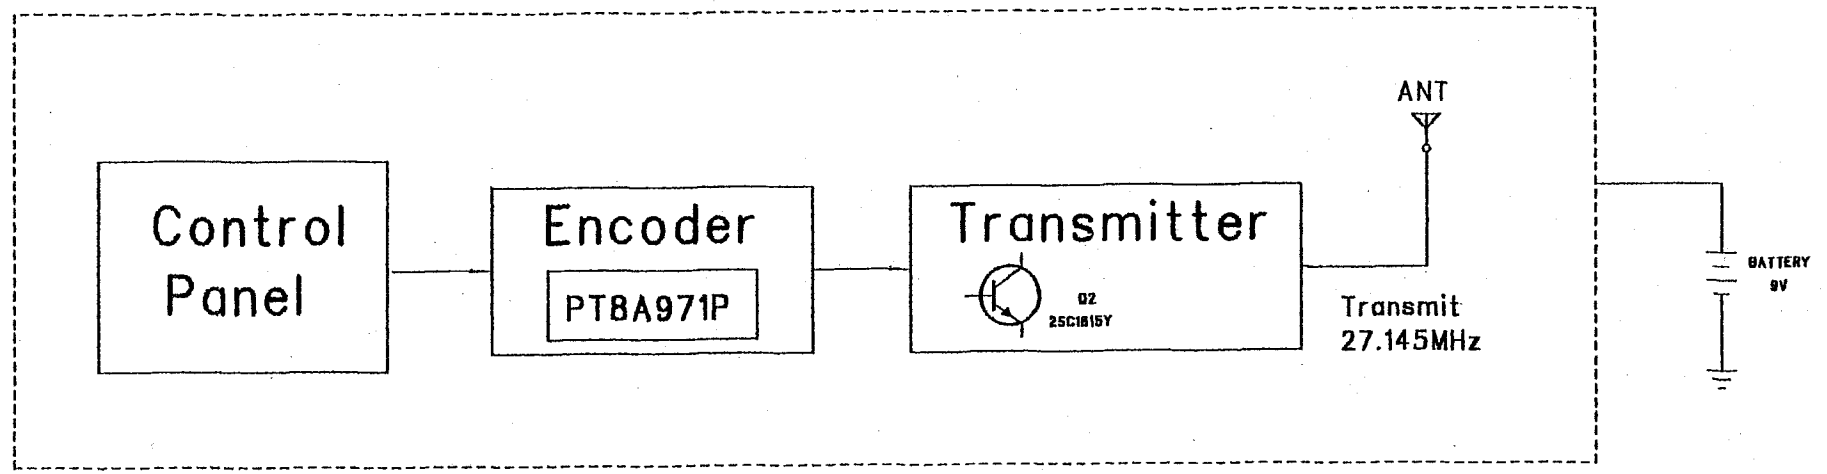 ANT
Control
Panel
Encoder
PT8A971P
Transmitter
Q2
2SC1815Y
Transmit
27.145MHz
BATTERY
9V